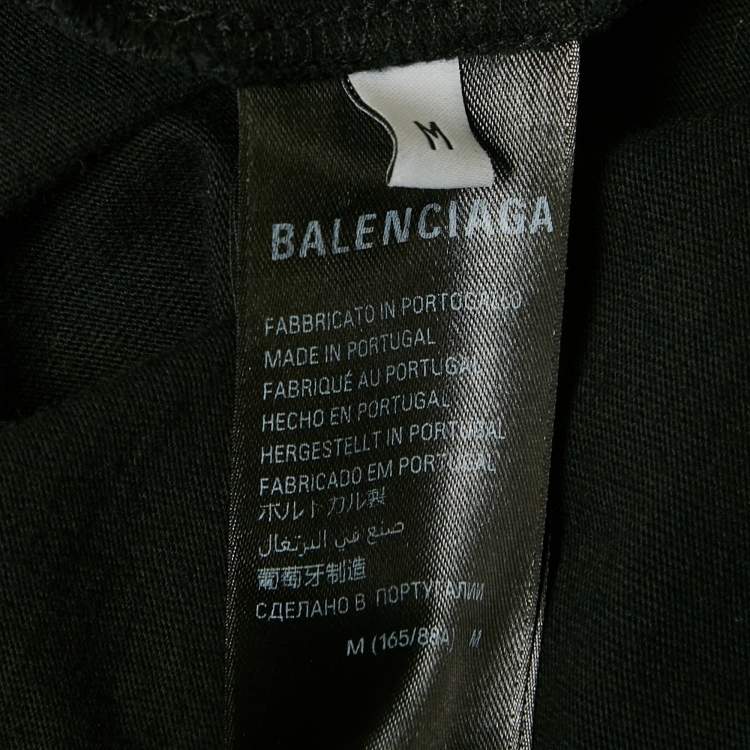 M
BALENCIAGA
FABBRICATO IN PORTOGALLO
MADE IN PORTUGAL
FABRIQUÉ AU PORTUGAL
HECHO EN PORTUGAL
HERGESTELLT IN PORTUGAL
FABRICADO EM PORTUGAL
ポルトカル製
صنع في البرتغال
葡萄牙制造
СДЕЛАНО В ПОРТУГАЛИИ
M (165/88A) M